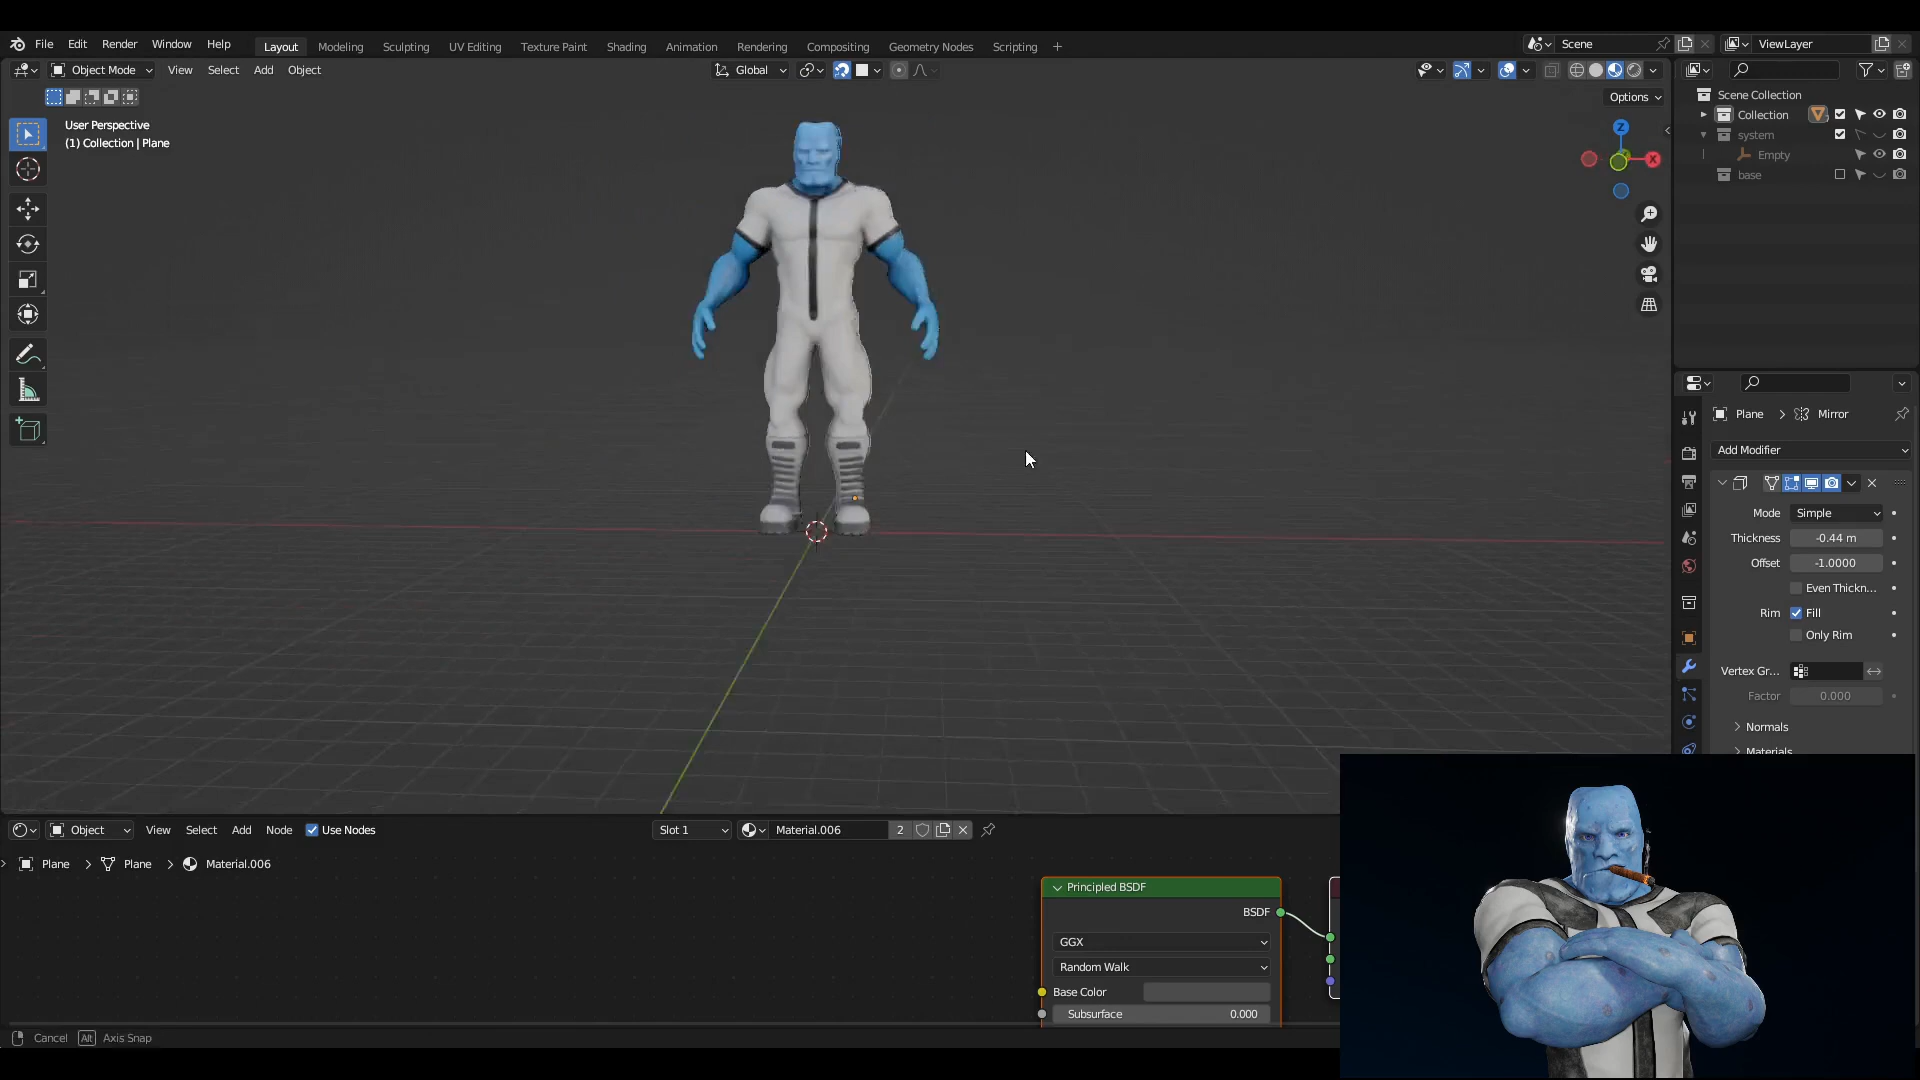 File Edit Render Window Help Layout Modeling Sculpting UV Editing Texture Paint Shading Animation Rendering Compositing Geometry Nodes Scripting + Scene ViewLayer
Object Mode View Select Add Object Global
Options
User Perspective
(1) Collection | Plane
Z
X
Scene Collection
Collection
system
Empty
base
Plane > Mirror
Add Modifier
Mode Simple
Thickness -0.44 m
Offset -1.0000
Even Thickn...
Rim Fill
Only Rim
Vertex Gr...
Factor 0.000
Normals
Materials
Object View Select Add Node Use Nodes Slot 1 Material.006 2
Plane > Plane > Material.006
Principled BSDF
BSDF
GGX
Random Walk
Base Color
Subsurface 0.000
Cancel Alt Axis Snap